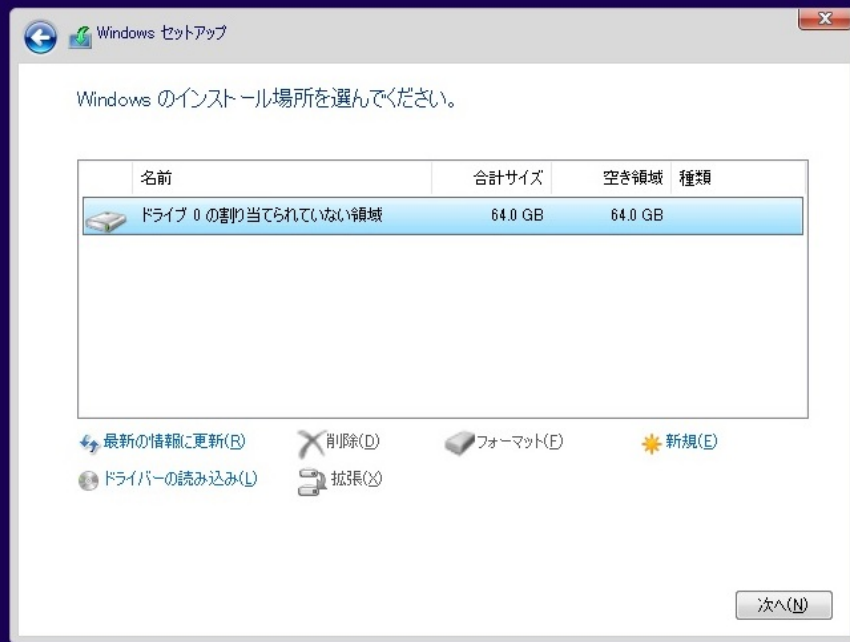 Windows セットアップ
Windows のインストール場所を選んでください。
名前 合計サイズ 空き領域 種類
ドライブ 0 の割り当てられていない領域 64.0 GB 64.0 GB
最新の情報に更新(R) 削除(D) フォーマット(F) 新規(E)
ドライバーの読み込み(L) 拡張(X)
次へ(N)